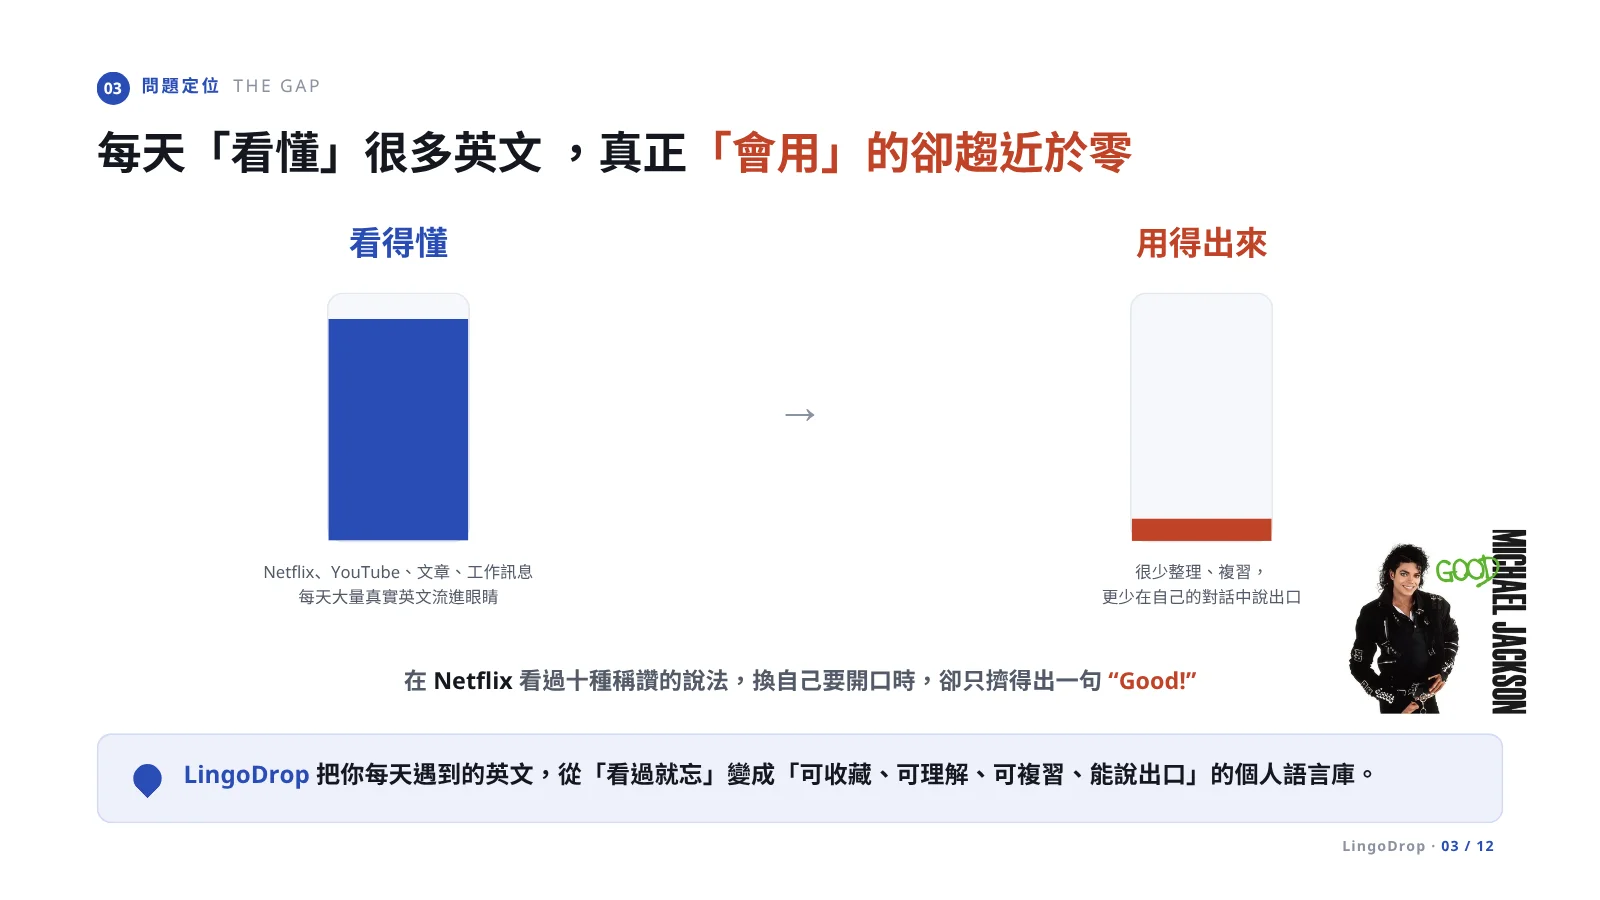 03 問題定位 THE GAP
每天「看懂」很多英文 ，真正「會用」的卻趨近於零
看得懂
用得出來
→
Netflix、YouTube、文章、工作訊息
每天大量真實英文流進眼睛
很少整理、複習，
更少在自己的對話中說出口
GOOD
MICHAEL JACKSON
在 Netflix 看過十種稱讚的說法，換自己要開口時，卻只擠得出一句 “Good!”
LingoDrop 把你每天遇到的英文，從「看過就忘」變成「可收藏、可理解、可複習、能說出口」的個人語言庫。
LingoDrop · 03 / 12